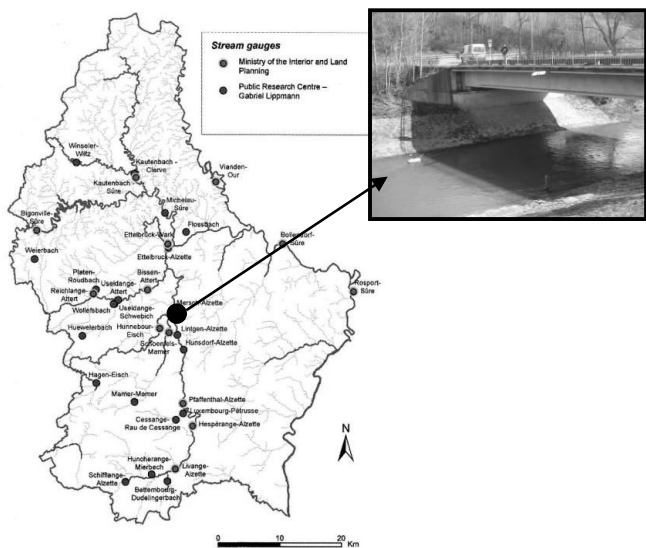 Stream gauges
Ministry of the Interior and Land
Planning
Public Research Centre –
Gabriel Lippmann
Winseler-
Wiltz
Kautenbach -
Clerve
Kautenbach -
Sûre
Vianden-
Our
Michelau-
Sûre
Bigonville-
Sûre
Flossbach
Ettelbrück-Wark
Bollendorf-
Sûre
Ettelbruck-Alzette
Weierbach
Platen-
Roudbach
Bissen-
Attert
Useldange-
Attert
Reichlange-
Attert
Rosport-
Sûre
Mersch-Alzette
Wollefsbach
Useldange-
Schwebich
Hunnebour-
Eisch
Lintgen-Alzette
Huewelerbach
Schoenfels-
Mamer
Hunsdorf-Alzette
Hagen-Eisch
Mamer-Mamer
Pfaffenthal-Alzette
Luxembourg-Pétrusse
Cessange-
Rau de Cessange
Hespérange-Alzette
N
Huncherange-
Mierbech
Livange-
Alzette
Schifflange-
Alzette
Bettembourg-
Dudelingerbach
0 10 20
Km